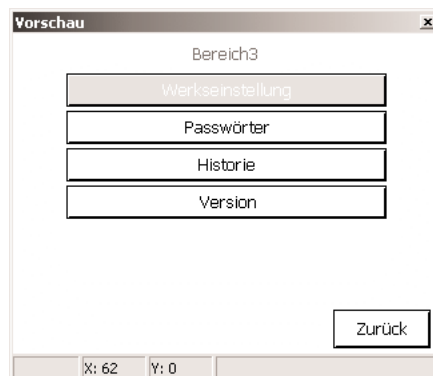 Vorschau
Bereich3
Werkseinstellung
Passwörter
Historie
Version
Zurück
X: 62 Y: 0